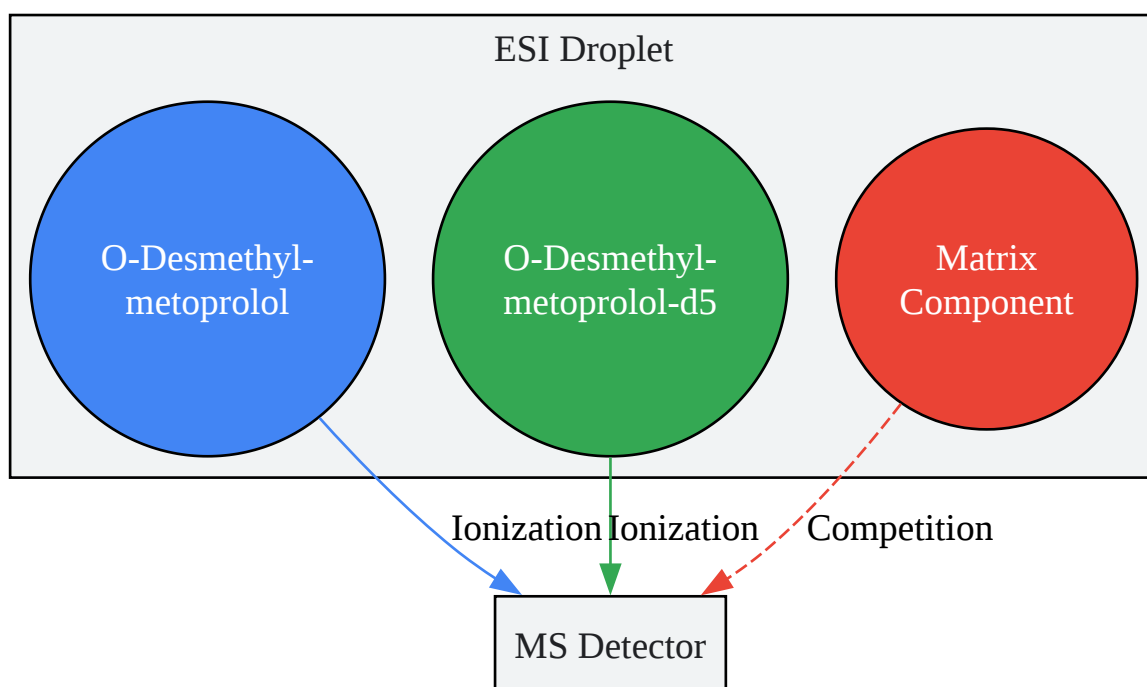 ESI Droplet
O-Desmethyl-
metoprolol
O-Desmethyl-
metoprolol-d5
Matrix
Component
Ionization
Ionization
Competition
MS Detector